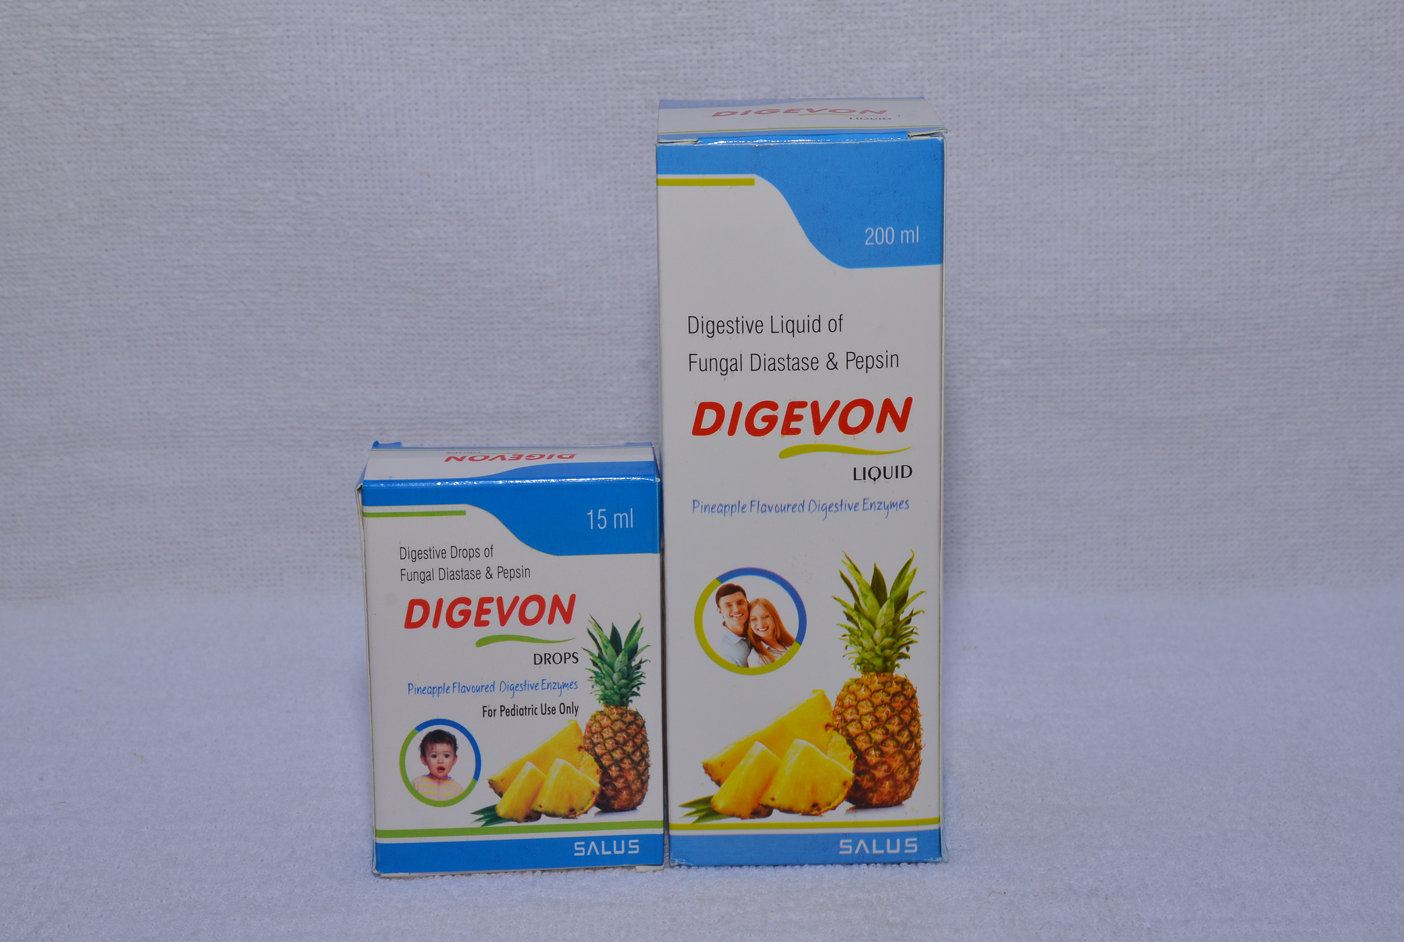 DIGEVON
15 ml
Digestive Drops of
Fungal Diastase & Pepsin
DIGEVON
DROPS
Pineapple Flavoured Digestive Enzymes
For Pediatric Use Only
SALUS
DIGEVON
LIQUID
200 ml
Digestive Liquid of
Fungal Diastase & Pepsin
DIGEVON
LIQUID
Pineapple Flavoured Digestive Enzymes
SALUS